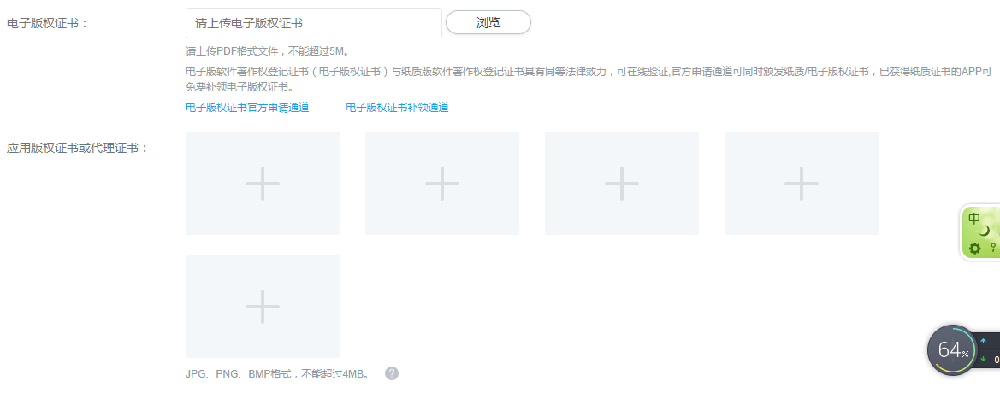 电子版权证书：
请上传电子版权证书
浏览
请上传PDF格式文件，不能超过5M。
电子版软件著作权登记证书（电子版权证书）与纸质版软件著作权登记证书具有同等法律效力，可在线验证,官方申请通道可同时颁发纸质/电子版权证书，已获得纸质证书的APP可
免费补领电子版权证书。
电子版权证书官方申请通道
电子版权证书补领通道
应用版权证书或代理证书：
中
64%
0
JPG、PNG、BMP格式，不能超过4MB。
?